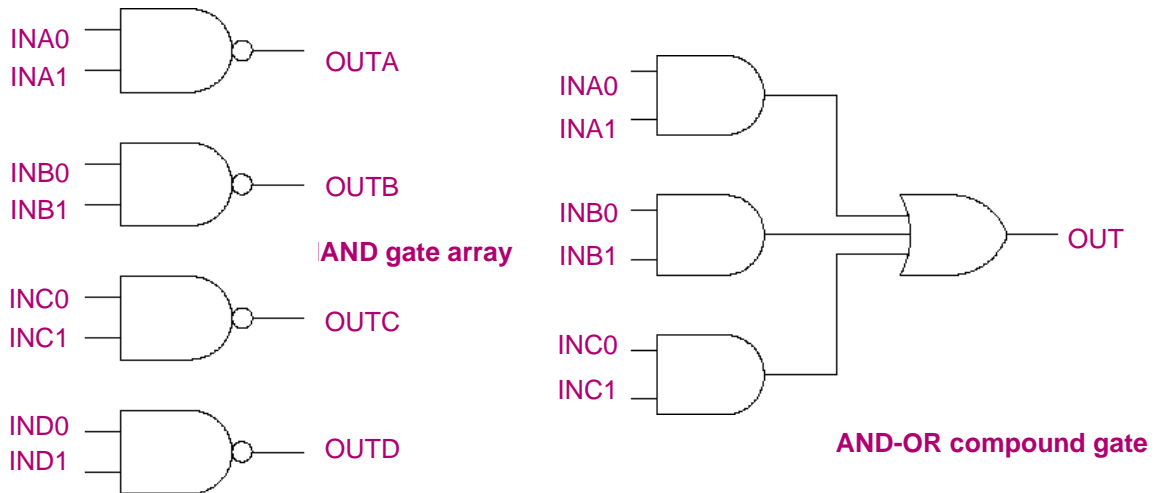 INA0
INA1
OUTA
INB0
INB1
OUTB
AND gate array
INC0
INC1
OUTC
IND0
IND1
OUTD
INA0
INA1
INB0
INB1
OUT
INC0
INC1
AND-OR compound gate